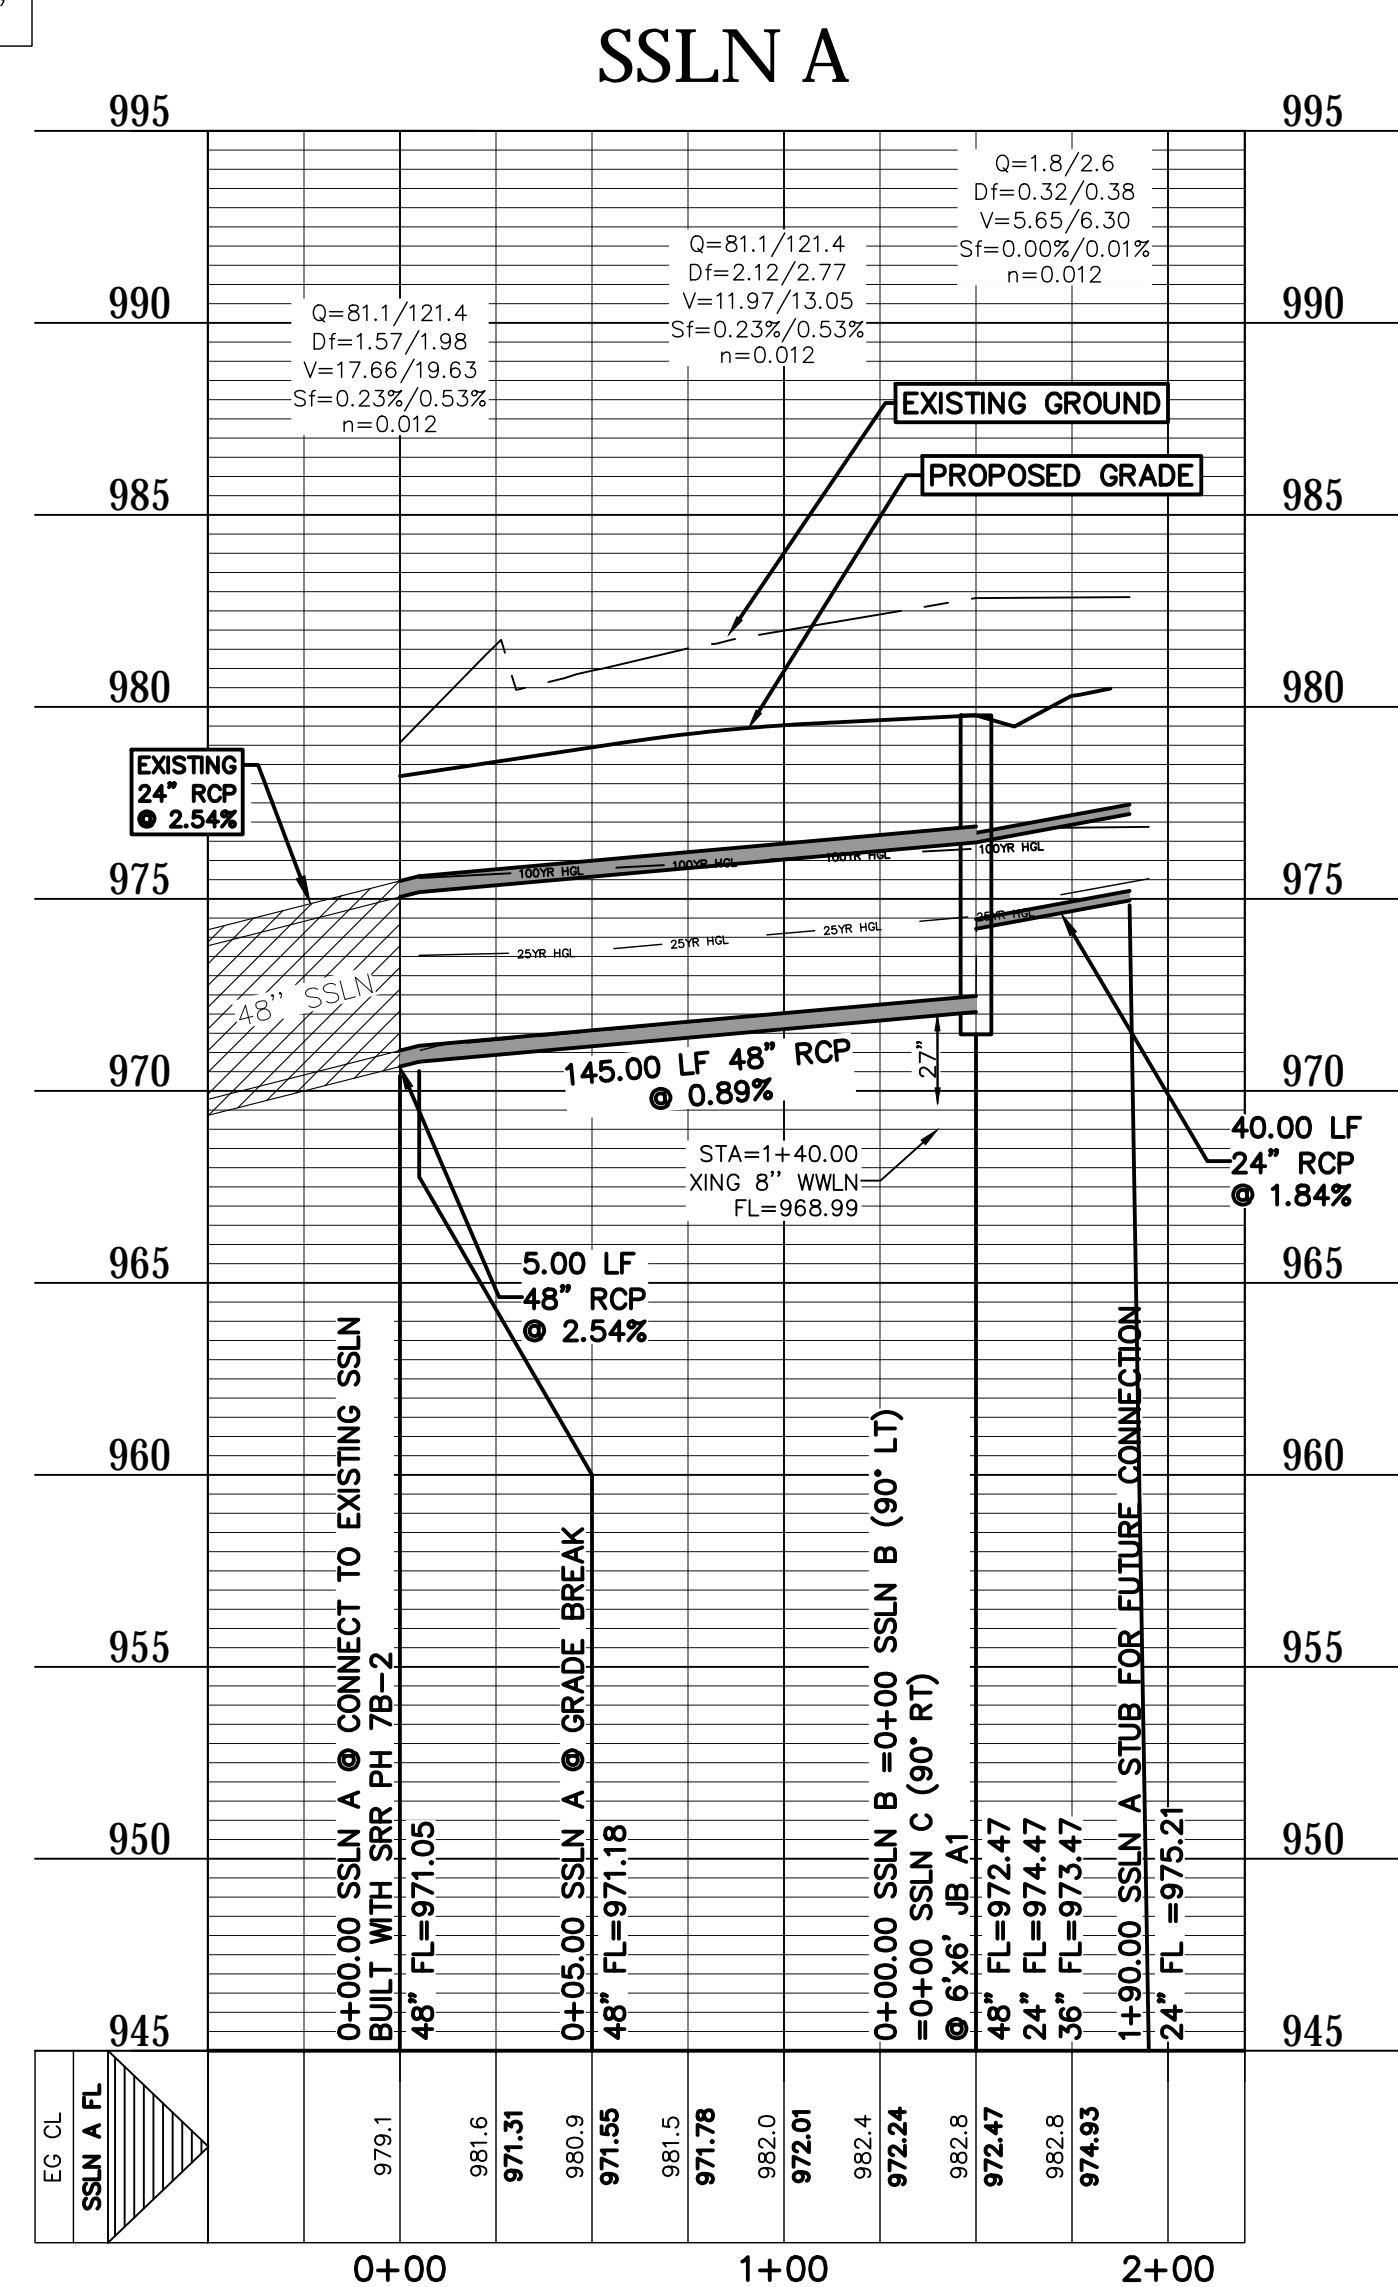 SSLN A
995
995
Q=1.8/2.6
Df=0.32/0.38
V=5.65/6.30
Sf=0.00%/0.01%
n=0.012
Q=81.1/121.4
Df=2.12/2.77
V=11.97/13.05
Sf=0.23%/0.53%
n=0.012
990
990
Q=81.1/121.4
Df=1.57/1.98
V=17.66/19.63
Sf=0.23%/0.53%
n=0.012
EXISTING GROUND
PROPOSED GRADE
985
985
980
980
EXISTING
24" RCP
@ 2.54%
975
975
100YR HGL
100YR HGL
100YR HGL
100YR HGL
25YR HGL
25YR HGL
25YR HGL
25YR HGL
48" SSLN
970
970
145.00 LF 48" RCP
@ 0.89%
27"
STA=1+40.00
XING 8" WWLN
FL=968.99
40.00 LF
24" RCP
@ 1.84%
965
965
5.00 LF
48" RCP
@ 2.54%
960
960
955
955
950
950
945
945
0+00.00 SSLN A @ CONNECT TO EXISTING SSLN
BUILT WITH SRR PH 7B-2
48" FL=971.05
0+05.00 SSLN A @ GRADE BREAK
48" FL=971.18
0+00.00 SSLN B =0+00 SSLN B (90° LT)
=0+00 SSLN C (90° RT)
@ 6'x6' JB A1
48" FL=972.47
24" FL=974.47
36" FL=973.47
1+90.00 SSLN A STUB FOR FUTURE CONNECTION
24" FL =975.21
EG CL
SSLN A FL
979.1
981.6
971.31
980.9
971.55
981.5
971.78
982.0
972.01
982.4
972.24
982.8
972.47
982.8
974.93
0+00
1+00
2+00